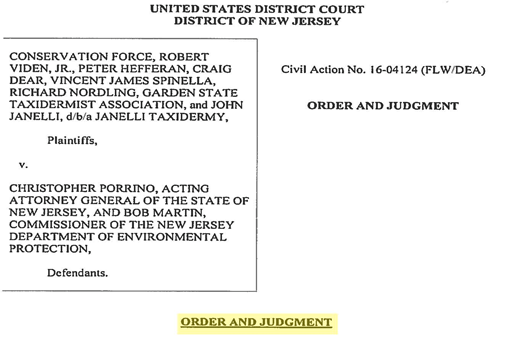 UNITED STATES DISTRICT COURT
DISTRICT OF NEW JERSEY
CONSERVATION FORCE, ROBERT
VIDEN, JR., PETER HEFFERAN, CRAIG
DEAR, VINCENT JAMES SPINELLA,
RICHARD NORDLING, GARDEN STATE
TAXIDERMIST ASSOCIATION, and JOHN
JANELLI, d/b/a JANELLI TAXIDERMY,
Plaintiffs,
v.
CHRISTOPHER PORRINO, ACTING
ATTORNEY GENERAL OF THE STATE OF
NEW JERSEY, AND BOB MARTIN,
COMMISSIONER OF THE NEW JERSEY
DEPARTMENT OF ENVIRONMENTAL
PROTECTION,
Defendants.
Civil Action No. 16-04124 (FLW/DEA)
ORDER AND JUDGMENT
ORDER AND JUDGMENT